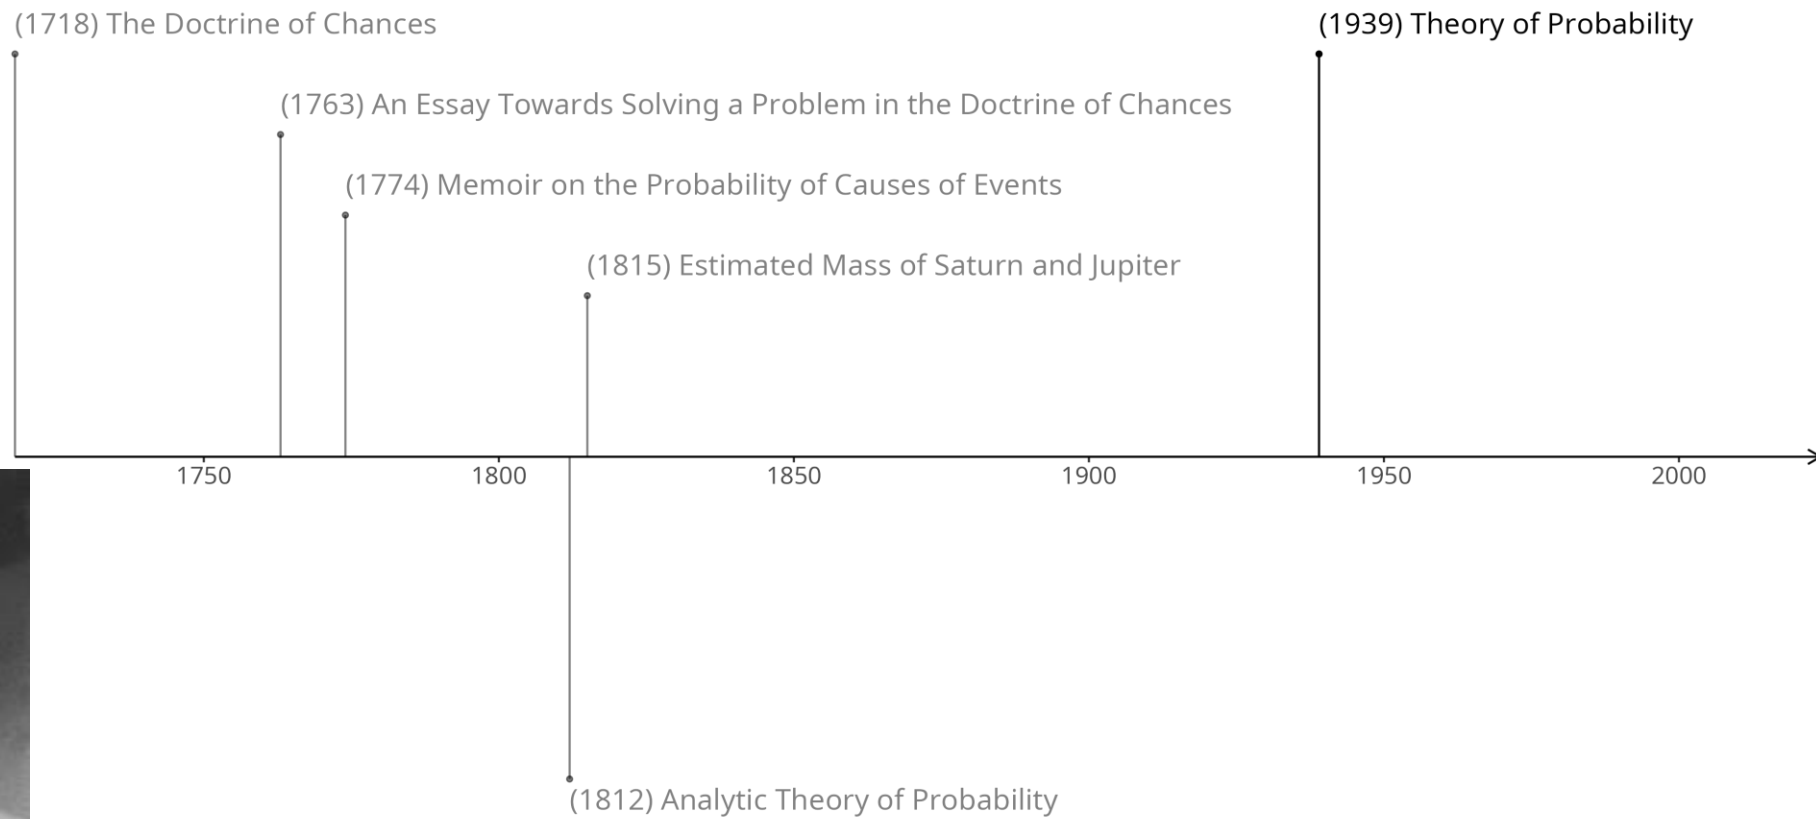 (1718) The Doctrine of Chances
(1939) Theory of Probability
(1763) An Essay Towards Solving a Problem in the Doctrine of Chances
(1774) Memoir on the Probability of Causes of Events
(1815) Estimated Mass of Saturn and Jupiter
1750
1800
1850
1900
1950
2000
(1812) Analytic Theory of Probability